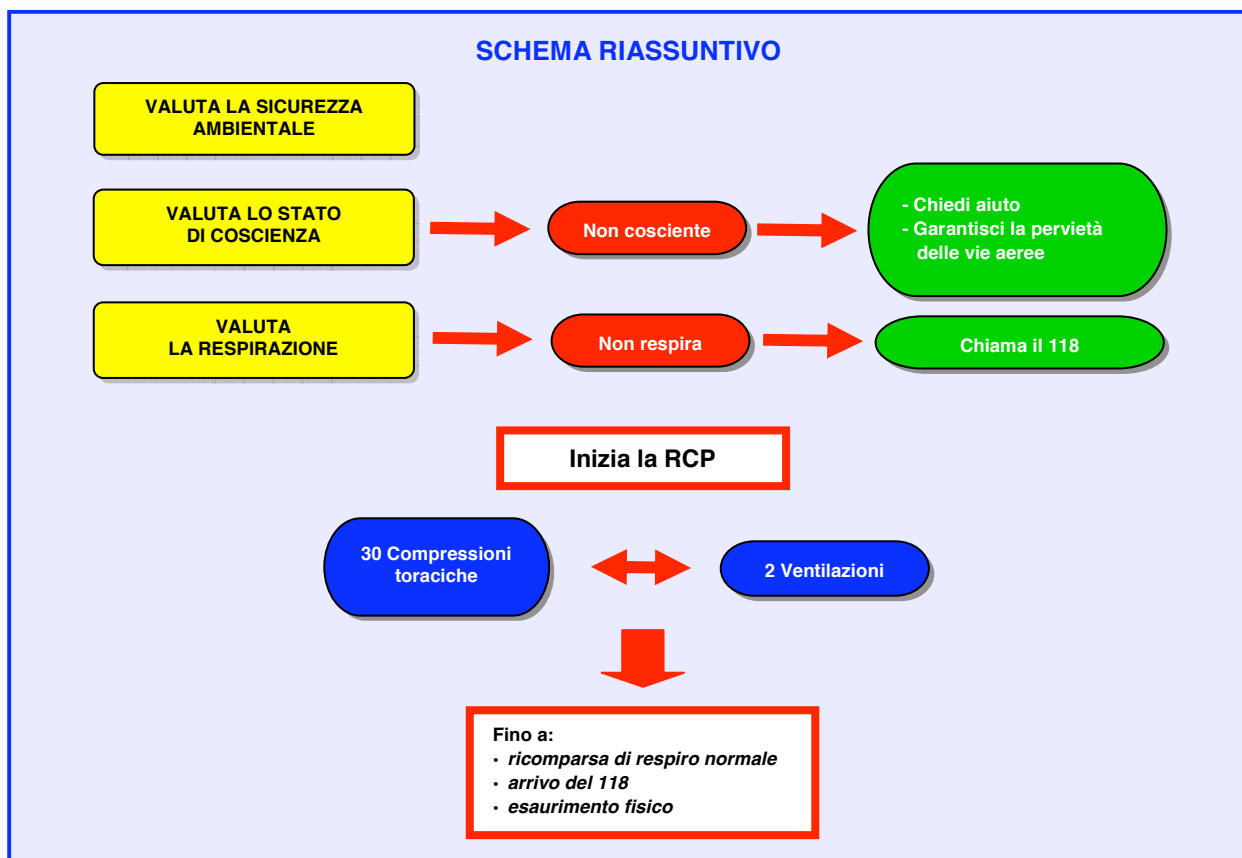 SCHEMA RIASSUNTIVO
VALUTA LA SICUREZZA
AMBIENTALE
VALUTA LO STATO
DI COSCIENZA
Non cosciente
- Chiedi aiuto
- Garantisci la pervietà
delle vie aeree
VALUTA
LA RESPIRAZIONE
Non respira
Chiama il 118
Inizia la RCP
30 Compressioni
toraciche
2 Ventilazioni
Fino a:
• ricomparsa di respiro normale
• arrivo del 118
• esaurimento fisico